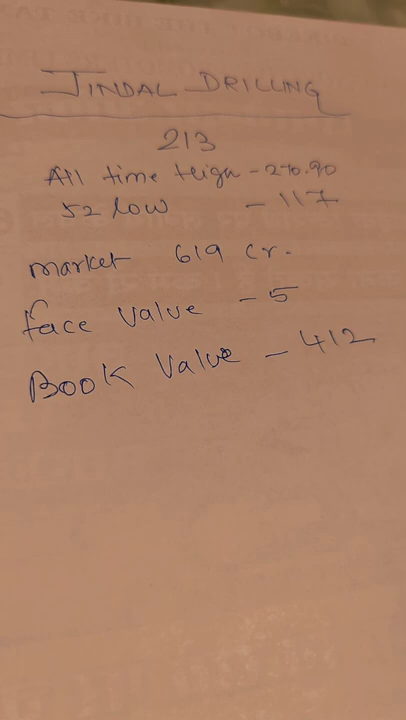 JINDAL DRILLING
213
All time High - 270.90
52 low - 117
market 619 cr.
face value - 5
Book Value - 412